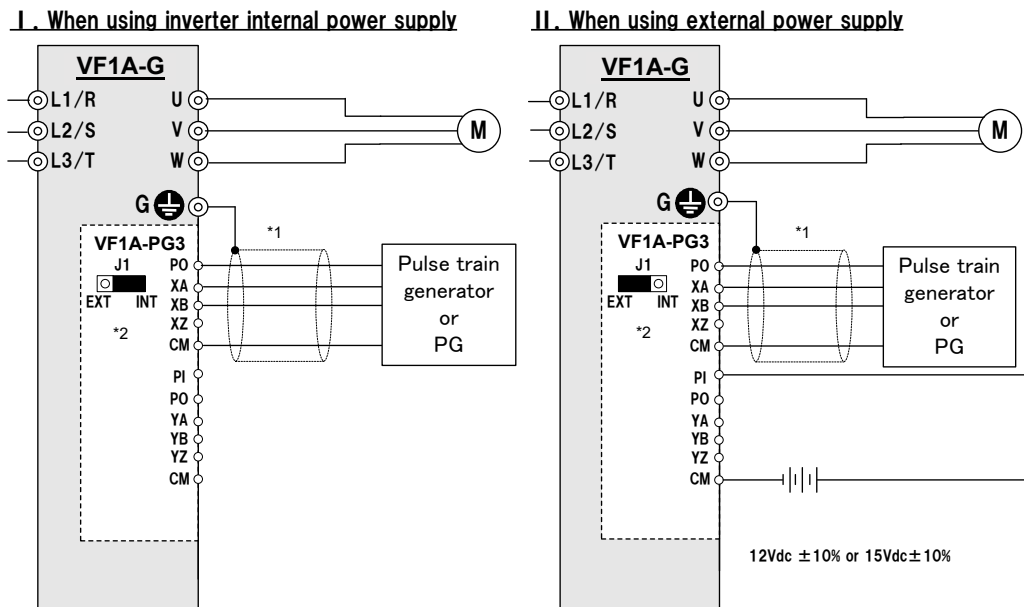 I. When using inverter internal power supply
VF1A-G
L1/R
U
L2/S
V
M
L3/T
W
G
*1
VF1A-PG3
J1
EXT INT
*2
PO
XA
XB
XZ
CM
Pulse train
generator
or
PG
PI
PO
YA
YB
YZ
CM
II. When using external power supply
VF1A-G
L1/R
U
L2/S
V
M
L3/T
W
G
*1
VF1A-PG3
J1
EXT INT
*2
PO
XA
XB
XZ
CM
Pulse train
generator
or
PG
PI
PO
YA
YB
YZ
CM
12Vdc ±10% or 15Vdc±10%